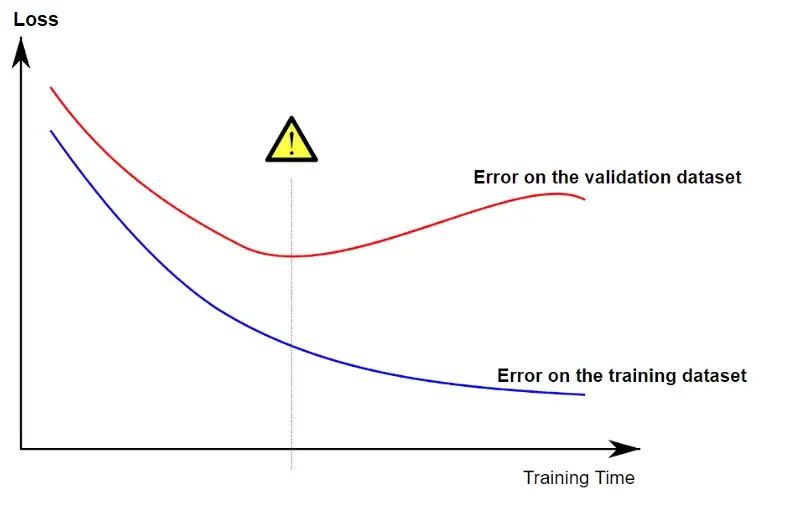 Loss
!
Error on the validation dataset
Error on the training dataset
Training Time